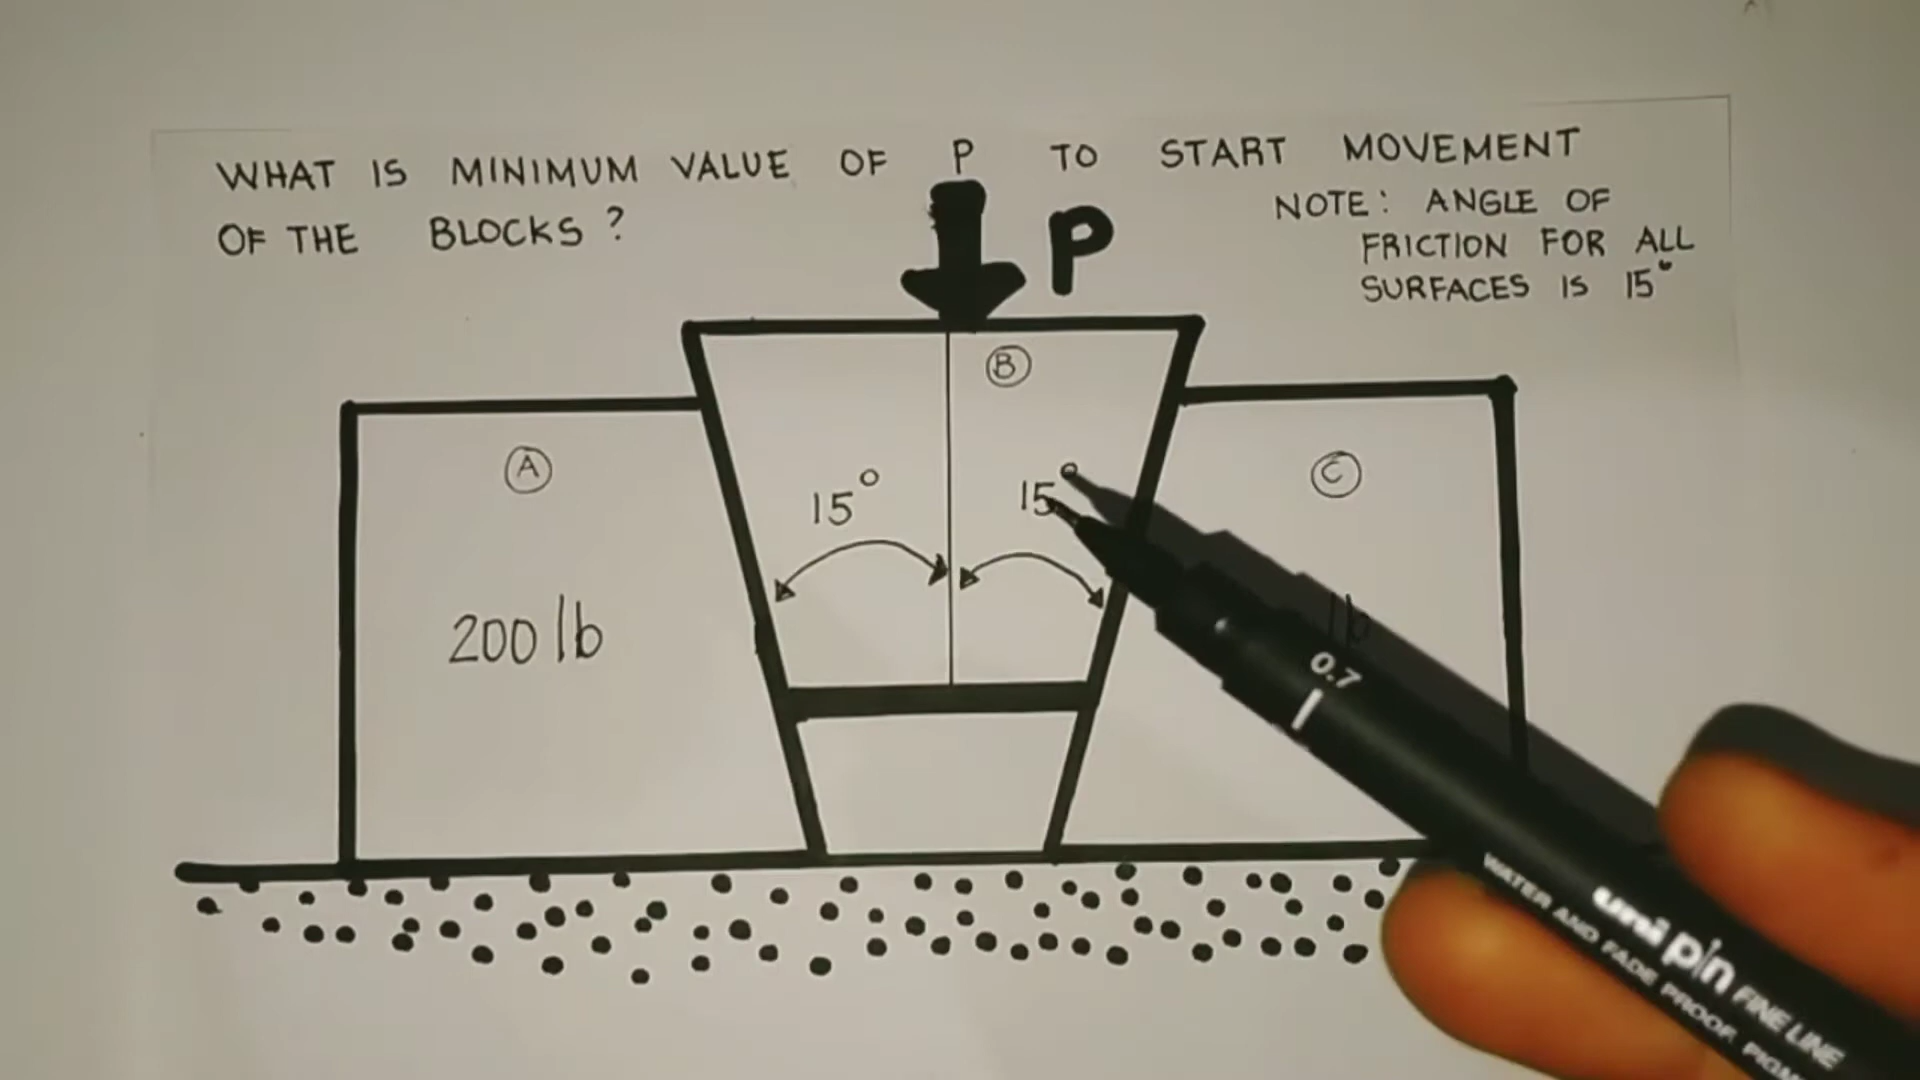 WHAT IS MINIMUM VALUE OF P TO START MOVEMENT
OF THE BLOCKS ?
NOTE: ANGLE OF
FRICTION FOR ALL
SURFACES IS 15°
P
B
A
C
15°
15°
200 lb
lb
0.7
uni pin FINE LINE
WATER AND FADE PROOF,